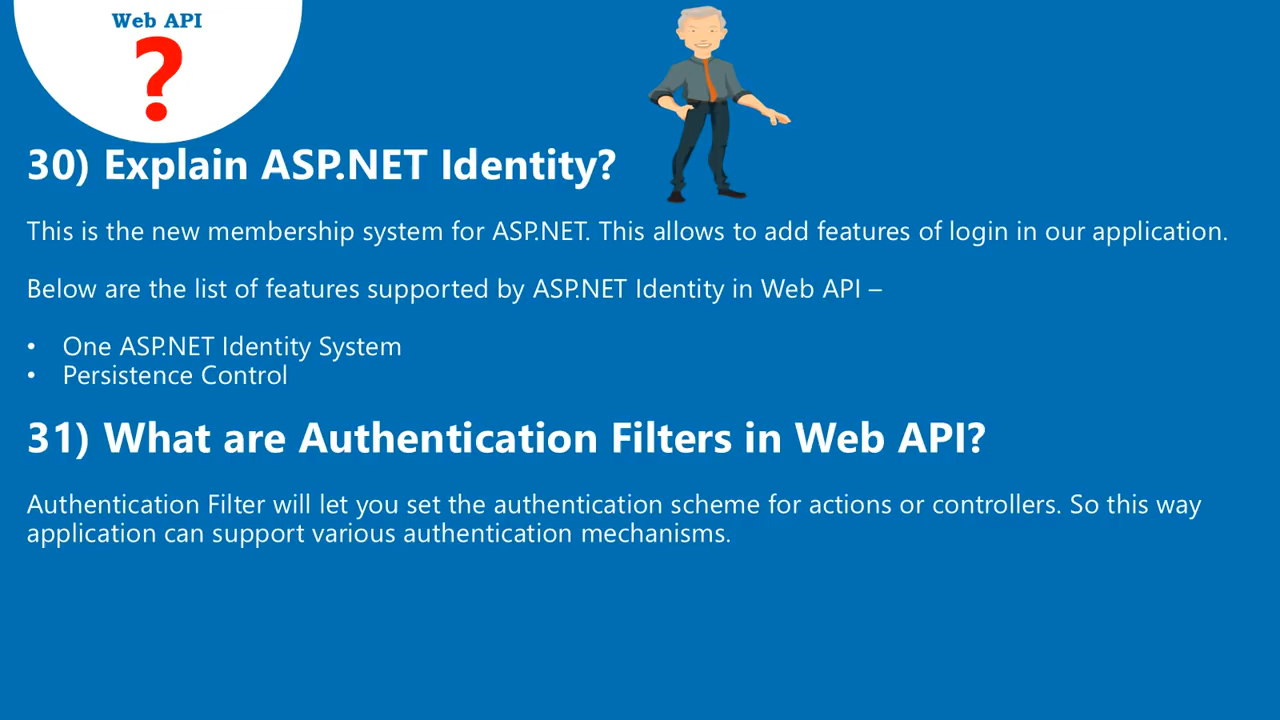 Web API
?
30) Explain ASP.NET Identity?
This is the new membership system for ASP.NET. This allows to add features of login in our application.
Below are the list of features supported by ASP.NET Identity in Web API –
• One ASP.NET Identity System
• Persistence Control
31) What are Authentication Filters in Web API?
Authentication Filter will let you set the authentication scheme for actions or controllers. So this way
application can support various authentication mechanisms.